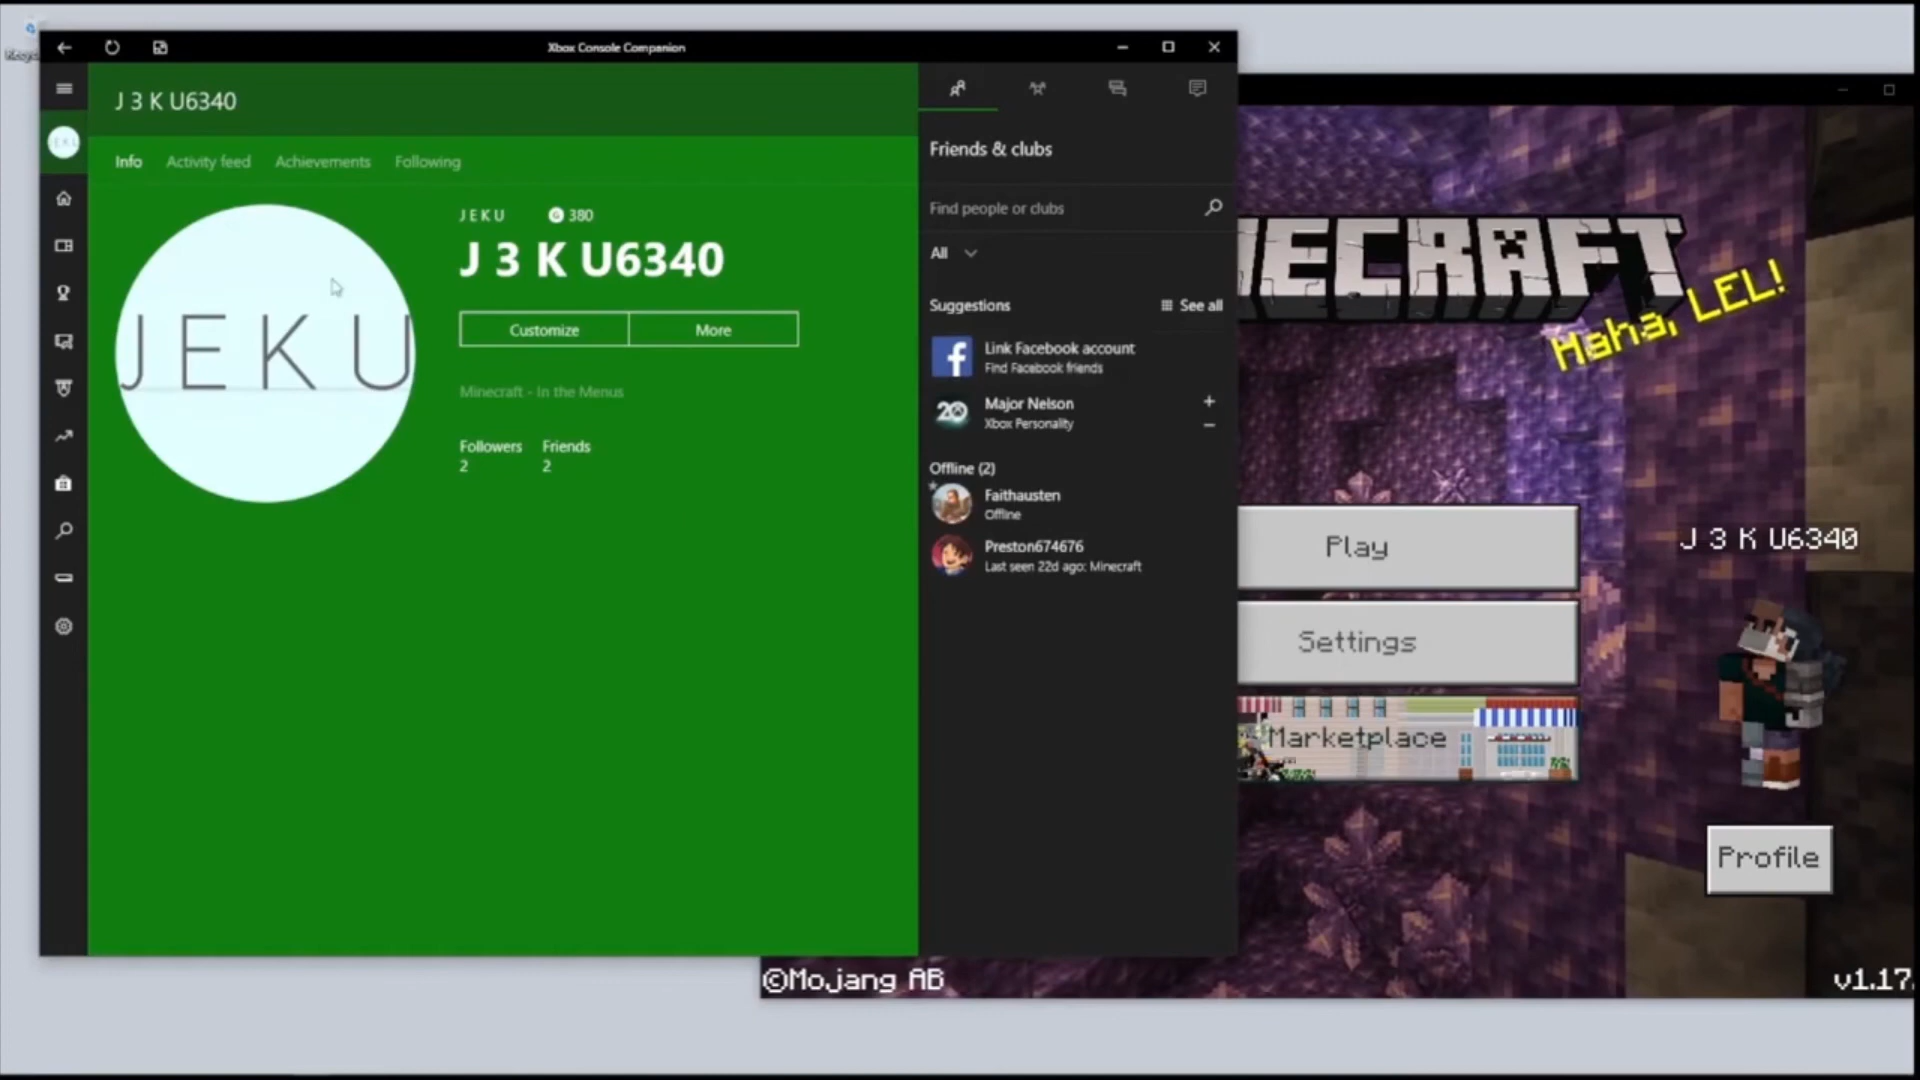 Xbox Console Companion
J 3 K U6340
Info Activity feed Achievements Following
JEKU
J E K U G 380
J 3 K U6340
Customize More
Minecraft - In the Menus
Followers Friends
2 2
Friends & clubs
Find people or clubs
All
Suggestions See all
f Link Facebook account
Find Facebook friends
20 Major Nelson
Xbox Personality
Offline (2)
Faithausten
Offline
Preston674676
Last seen 22d ago: Minecraft
NECRAFT
Haha, LEL!
Play
Settings
Marketplace
J 3 K U6340
Profile
©Mojang AB
v1.17.